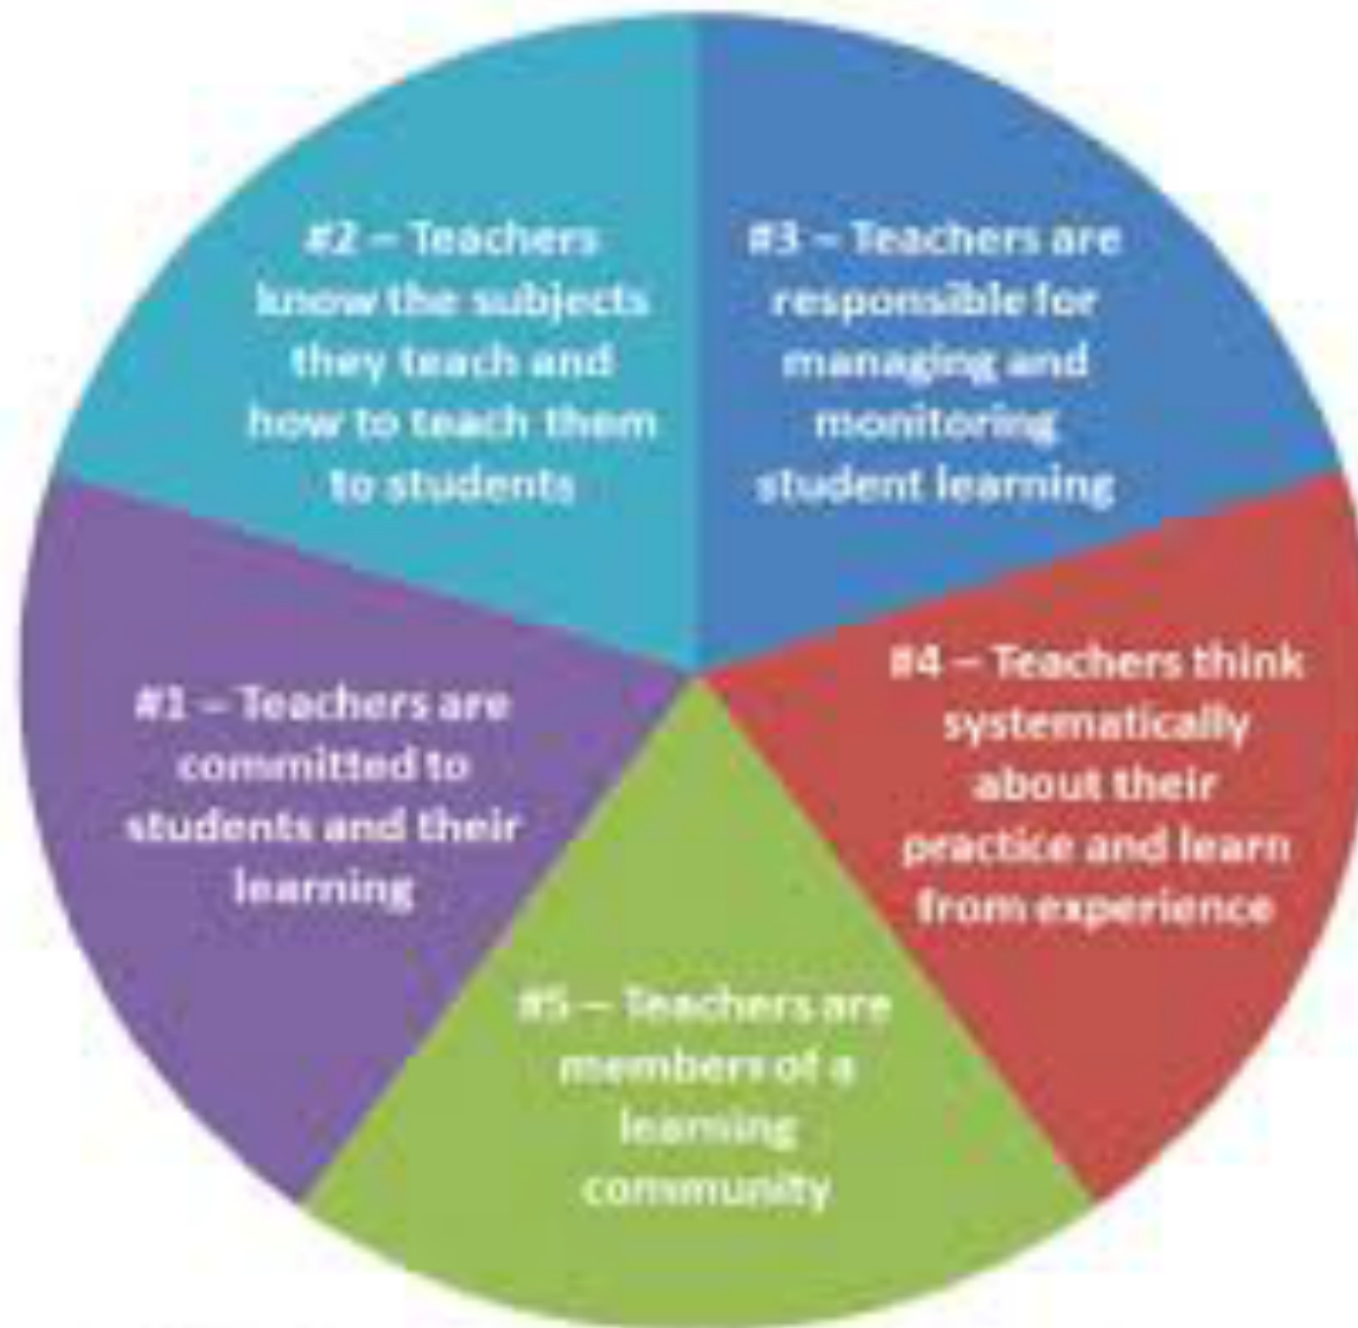 #2 – Teachers
know the subjects
they teach and
how to teach them
to students
#3 – Teachers are
responsible for
managing and
monitoring
student learning
#1 – Teachers are
committed to
students and their
learning
#4 – Teachers think
systematically
about their
practice and learn
from experience
#5 – Teachers are
members of a
learning
community